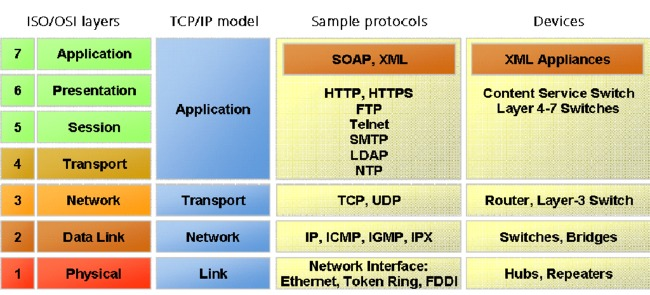 ISO/OSI layers TCP/IP model Sample protocols Devices
7 Application SOAP, XML XML Appliances
6 Presentation Application HTTP, HTTPS Content Service Switch
FTP Layer 4-7 Switches
5 Session Telnet
SMTP
4 Transport LDAP
NTP
3 Network Transport TCP, UDP Router, Layer-3 Switch
2 Data Link Network IP, ICMP, IGMP, IPX Switches, Bridges
1 Physical Link Network Interface: Hubs, Repeaters
Ethernet, Token Ring, FDDI